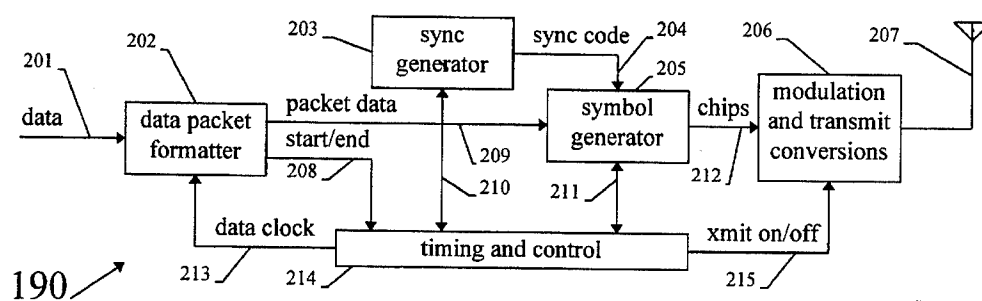 203
sync
generator
sync code
204
205
206
207
202
201
data
data packet
formatter
packet data
start/end
208
209
210
symbol
generator
211
chips
212
modulation
and transmit
conversions
data clock
213
timing and control
214
xmit on/off
215
190